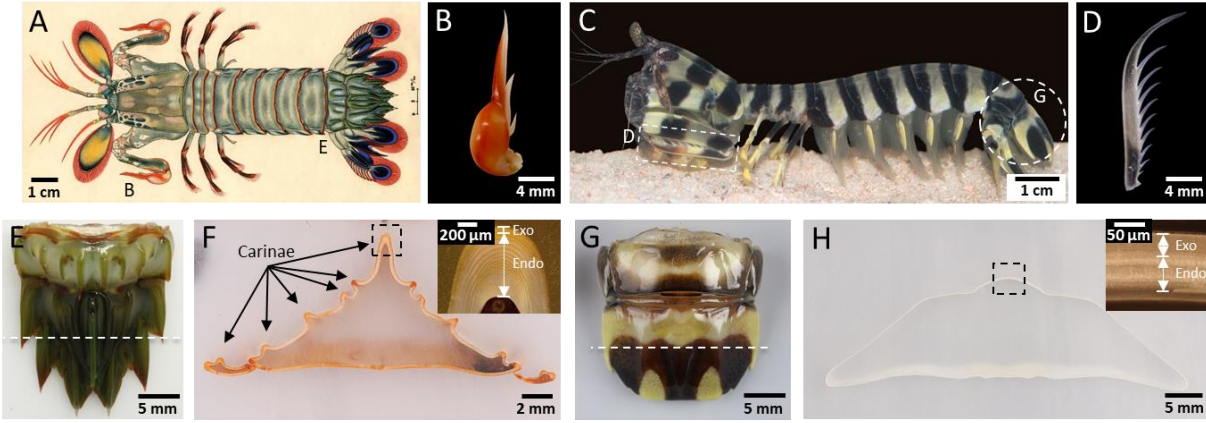 A
E
B
1 cm
B
4 mm
C
D
G
1 cm
D
4 mm
E
5 mm
F
Carinae
200 μm
Exo
Endo
2 mm
G
5 mm
H
50 μm
Exo
Endo
5 mm